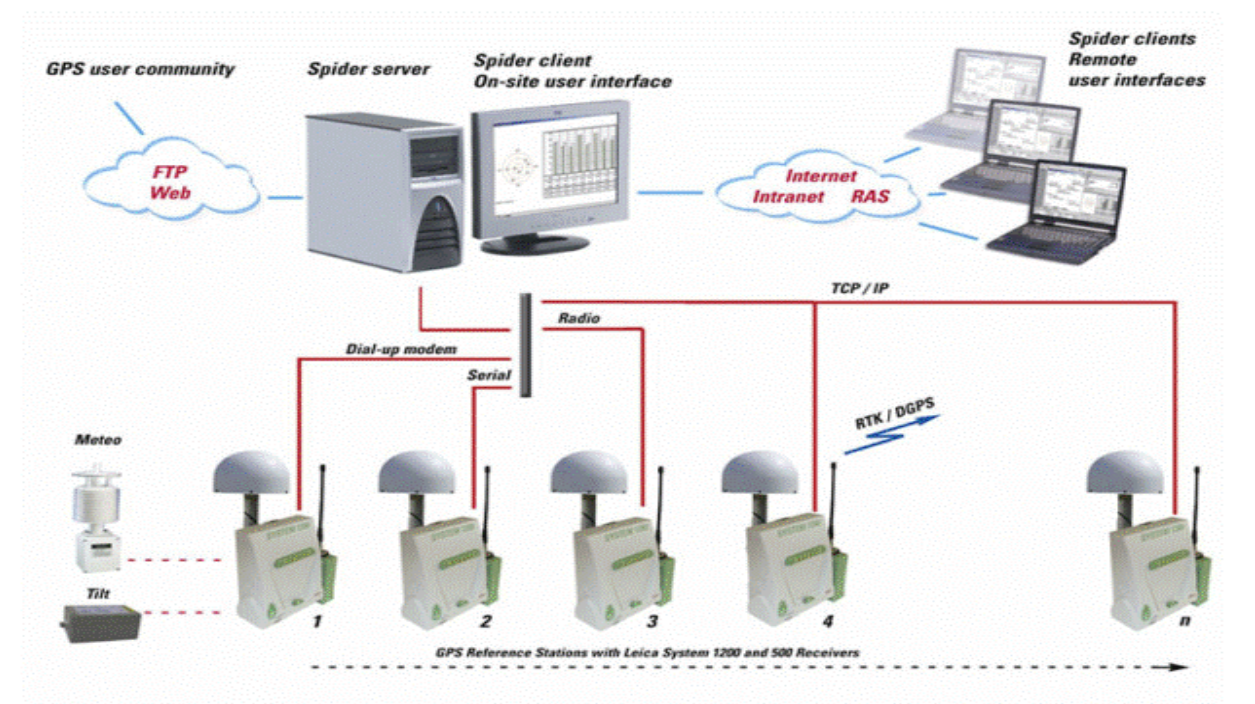 GPS user community
Spider server
Spider client
On-site user interface
Spider clients
Remote
user interfaces
FTP
Web
Internet
Intranet RAS
TCP / IP
Radio
Dial-up modem
Serial
RTK / DGPS
Meteo
Tilt
1
2
3
4
n
GPS Reference Stations with Leica System 1200 and 500 Receivers